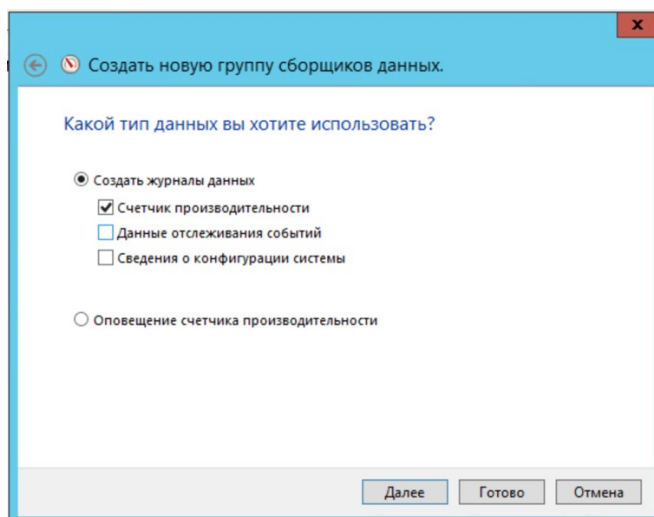 x
Создать новую группу сборщиков данных.
Какой тип данных вы хотите использовать?
Создать журналы данных
Счетчик производительности
Данные отслеживания событий
Сведения о конфигурации системы
Оповещение счетчика производительности
Далее Готово Отмена